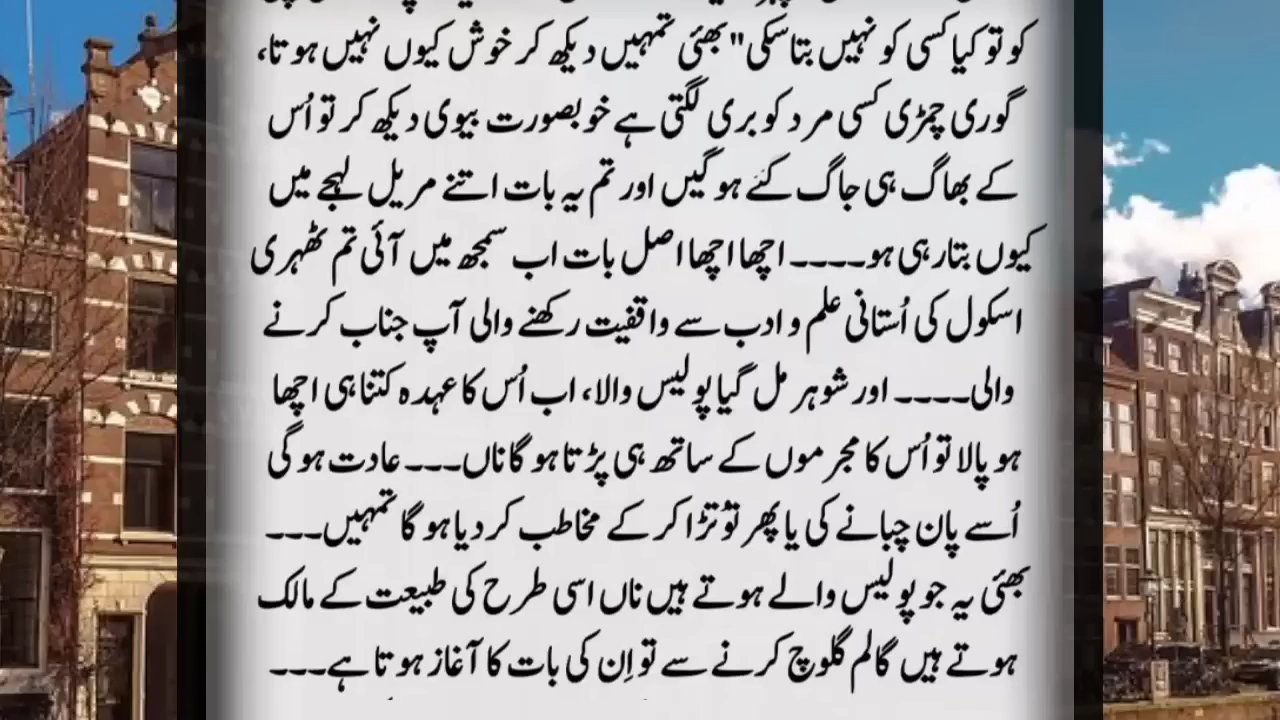 کو تو کیا کسی کو نہیں بتا سکی" بھئی تمہیں دیکھ کر خوش کیوں نہیں ہوتا،
گوری چمڑی کسی مرد کو بری لگتی ہے خوبصورت بیوی دیکھ کر تو اُس
کے بھاگ ہی جاگ گئے ہو گیں اور تم یہ بات اتنے مریل لہجے میں
کیوں بتا رہی ہو۔۔۔۔ اچھا اچھا اصل بات اب سمجھ میں آئی تم ٹھہری
اسکول کی اُستانی علم و ادب سے واقفیت رکھنے والی آپ جناب کرنے
والی۔۔۔۔ اور شوہر مل گیا پولیس والا، اب اُس کا عہدہ کتنا ہی اچھا
ہو پالا تو اُس کا مجرموں کے ساتھ ہی پڑتا ہو گا ناں۔۔۔ عادت ہو گی
اُسے پان چبانے کی یا پھر تُو تڑا کر کے مخاطب کر دیا ہو گا تمہیں۔۔۔
بھئی یہ جو پولیس والے ہوتے ہیں ناں اسی طرح کی طبیعت کے مالک
ہوتے ہیں گالم گلوچ کرنے سے تو اِن کی بات کا آغاز ہوتا ہے۔۔۔